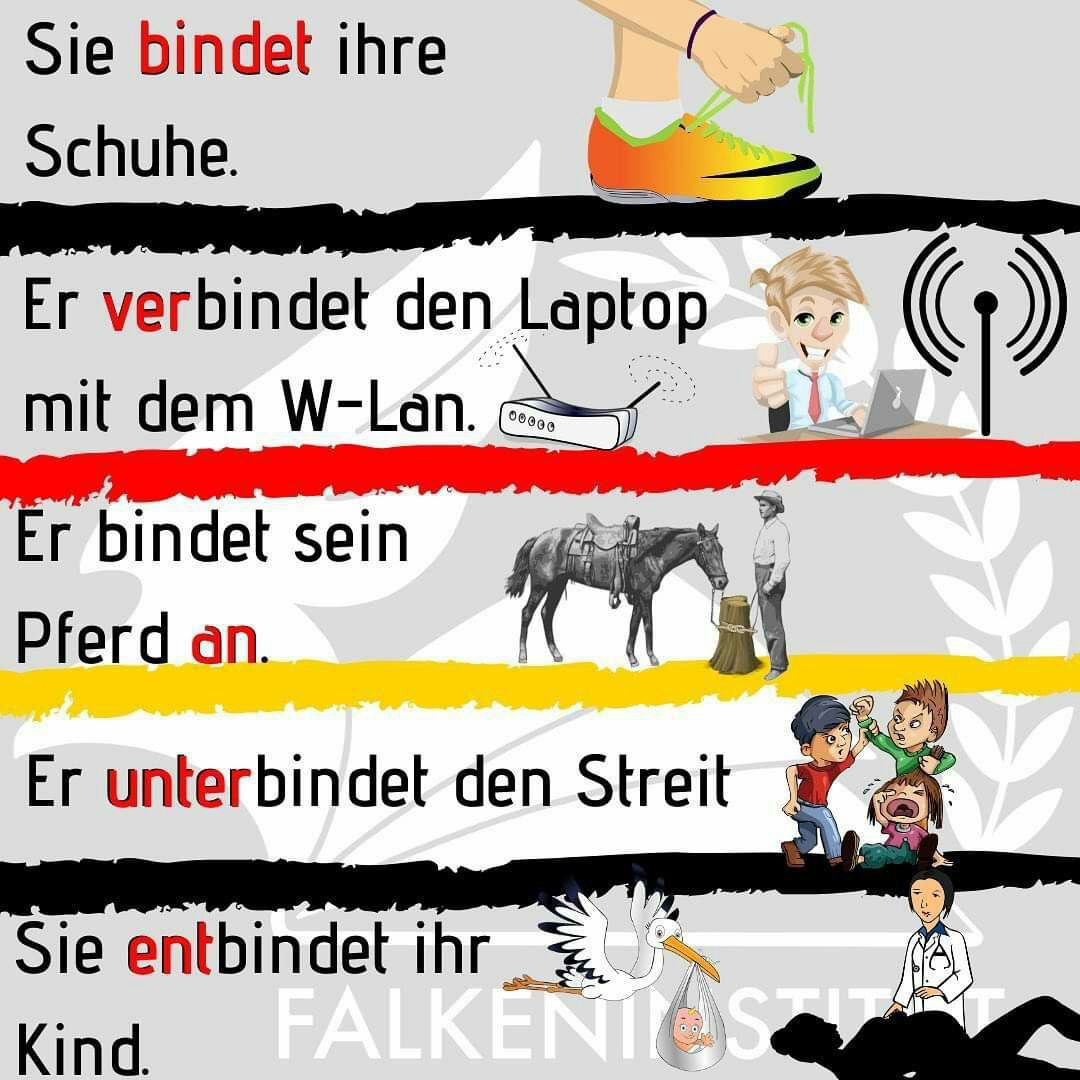 Sie bindet ihre
Schuhe.
Er verbindet den Laptop
mit dem W-Lan.
Er bindet sein
Pferd an.
Er unterbindet den Streit
Sie entbindet ihr
Kind.